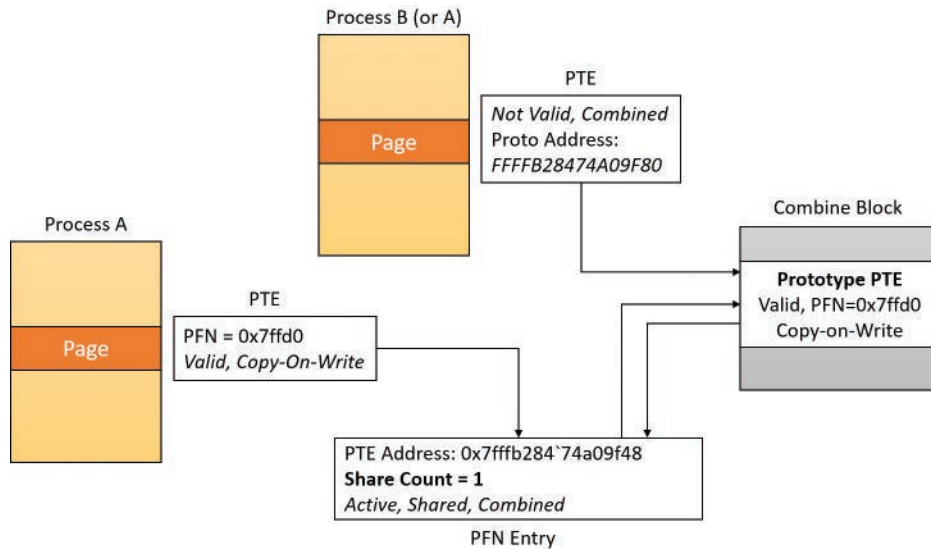 Process B (or A)
PTE
Not Valid, Combined
Proto Address:
FFFFB28474A09F80
Page
Combine Block
Prototype PTE
Valid, PFN=0x7ffd0
Copy-on-Write
Process A
PTE
PFN = 0x7ffd0
Valid, Copy-On-Write
Page
PTE Address: 0x7fffb284`74a09f48
Share Count = 1
Active, Shared, Combined
PFN Entry